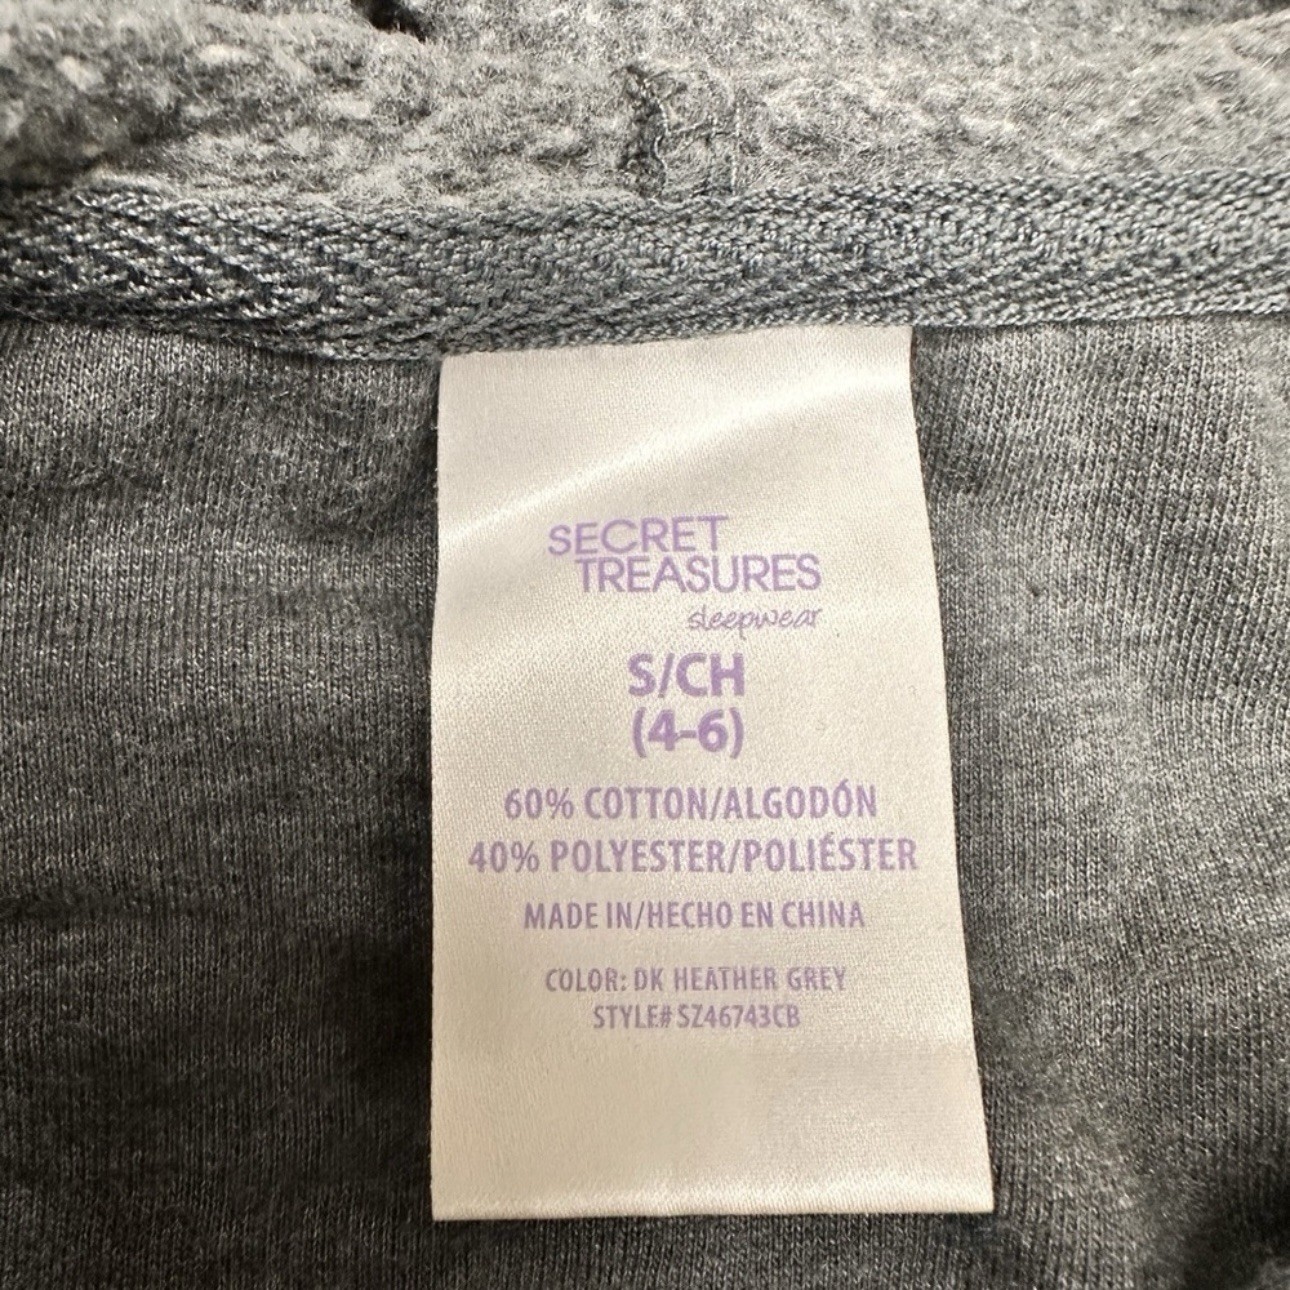 SECRET
TREASURES
sleepwear
S/CH
(4-6)
60% COTTON/ALGODÓN
40% POLYESTER/POLIÉSTER
MADE IN/HECHO EN CHINA
COLOR: DK HEATHER GREY
STYLE# SZ46743CB